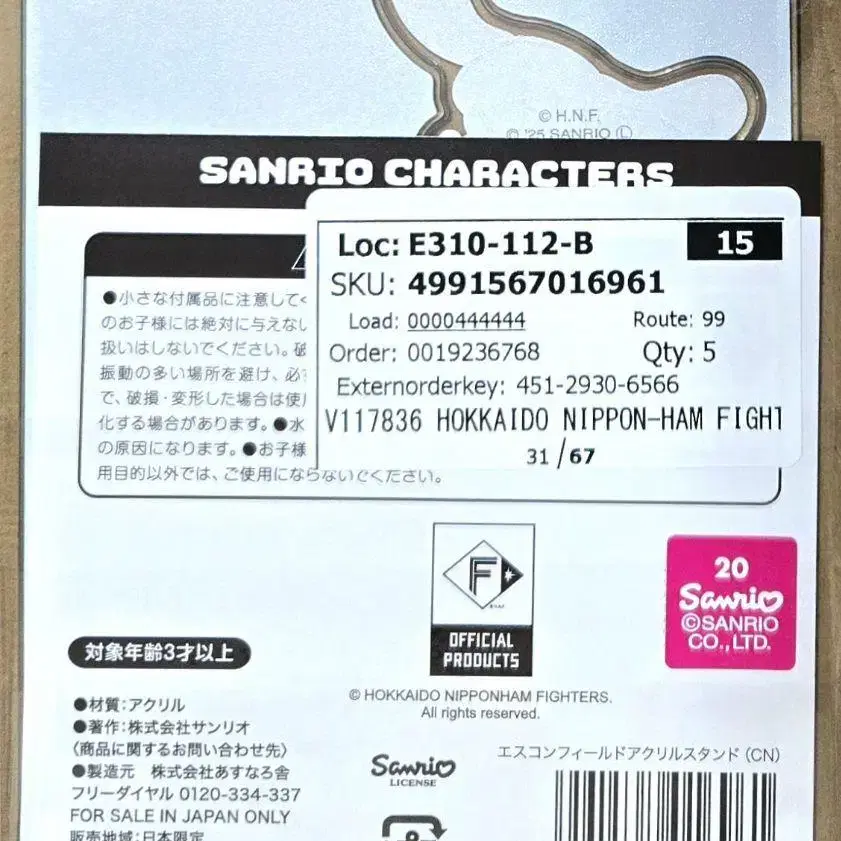 © H.N.F.
© '25 SANRIO Ⓛ
SANRIO CHARACTERS
Loc: E310-112-B
15
SKU: 4991567016961
Load: 0000444444
Route: 99
Order: 0019236768
Qty: 5
Externorderkey: 451-2930-6566
V117836 HOKKAIDO NIPPON-HAM FIGHT
31 / 67
●小さな付属品に注意して
のお子様には絶対に与えない
扱いはしないでください。破
振動の多い場所を避け、必
で、破損・変形した場合は使
化する場合があります。●水
の原因になります。●お子様
用目的以外では、ご使用にならないでください。
F
OFFICIAL
PRODUCTS
20
Sanrio
©SANRIO
CO.,LTD.
対象年齢3才以上
© HOKKAIDO NIPPONHAM FIGHTERS.
All rights reserved.
●材質：アクリル
●著作：株式会社サンリオ
〈商品に関するお問い合わせ先〉
●製造元 株式会社あすなろ舎
フリーダイヤル 0120-334-337
FOR SALE IN JAPAN ONLY
販売地域：日本限定
Sanrio
LICENSE
エスコンフィールドアクリルスタンド（CN）